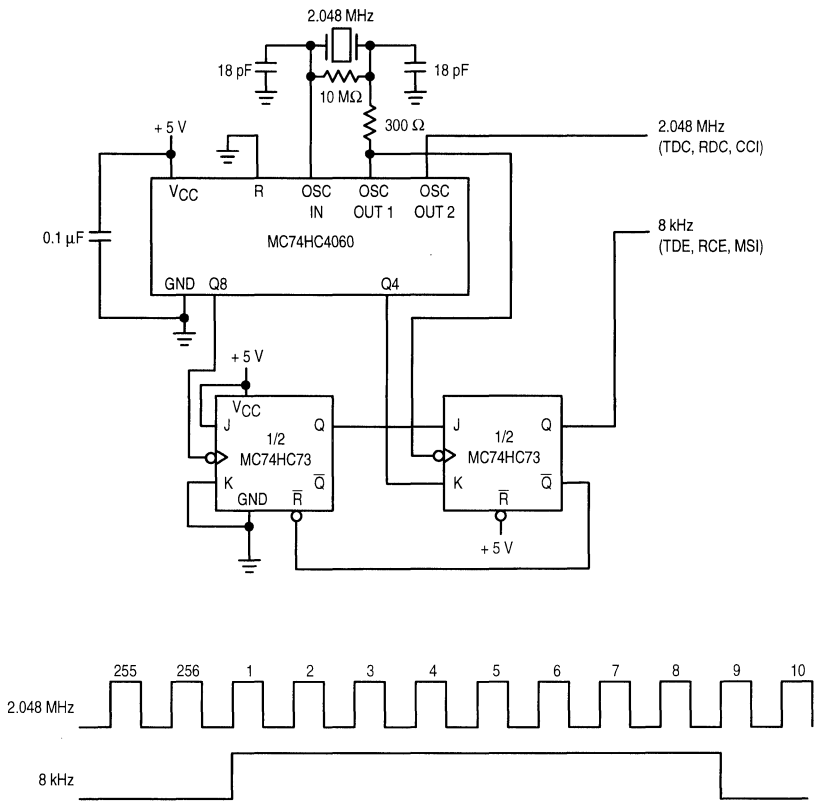 2.048 MHz
18 pF
18 pF
10 MΩ
300 Ω
+ 5 V
2.048 MHz
(TDC, RDC, CCI)
VCC
R
OSC
IN
OSC
OUT 1
OSC
OUT 2
8 kHz
(TDE, RCE, MSI)
0.1 µF
MC74HC4060
GND
Q8
Q4
+ 5 V
VCC
J
Q
1/2
MC74HC73
K
Q̅
GND
R̅
J
Q
1/2
MC74HC73
K
Q̅
R̅
+ 5 V
255 256 1 2 3 4 5 6 7 8 9 10
2.048 MHz
8 kHz